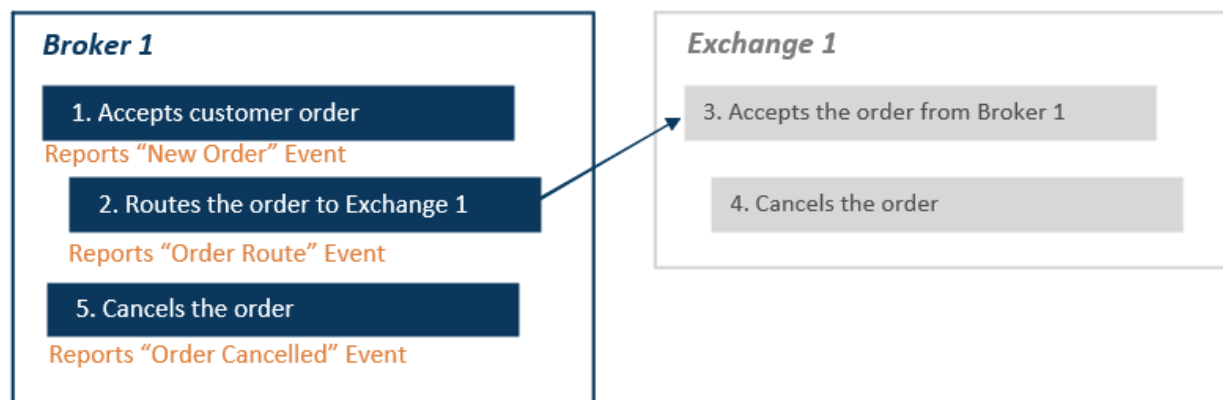 Broker 1
1. Accepts customer order
Reports “New Order” Event
2. Routes the order to Exchange 1
Reports “Order Route” Event
5. Cancels the order
Reports “Order Cancelled” Event
Exchange 1
3. Accepts the order from Broker 1
4. Cancels the order